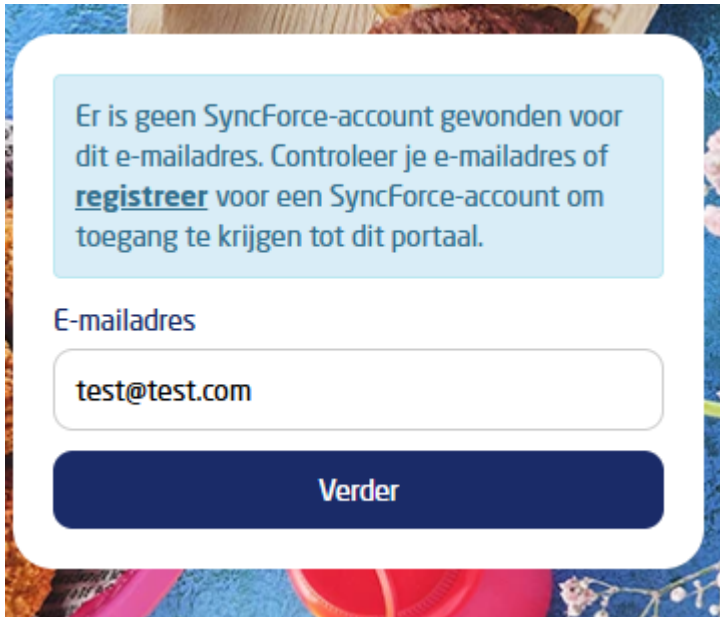 Er is geen SyncForce-account gevonden voor
dit e-mailadres. Controleer je e-mailadres of
registreer voor een SyncForce-account om
toegang te krijgen tot dit portaal.
E-mailadres
test@test.com
Verder